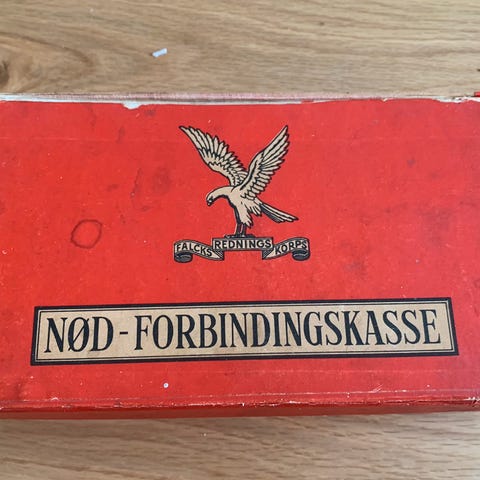 FALCKS REDNINGS KORPS
NØD-FORBINDINGSKASSE